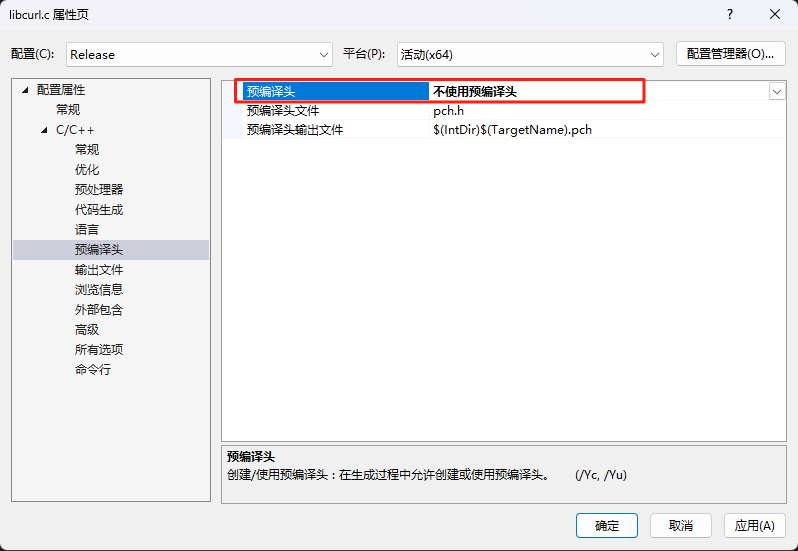 libcurl.c 属性页
配置(C): Release 平台(P): 活动(x64) 配置管理器(O)...
配置属性
常规
C/C++
常规
优化
预处理器
代码生成
语言
预编译头
输出文件
浏览信息
外部包含
高级
所有选项
命令行
预编译头 不使用预编译头
预编译头文件 pch.h
预编译头输出文件 $(IntDir)$(TargetName).pch
预编译头
创建/使用预编译头：在生成过程中允许创建或使用预编译头。 (/Yc, /Yu)
确定 取消 应用(A)